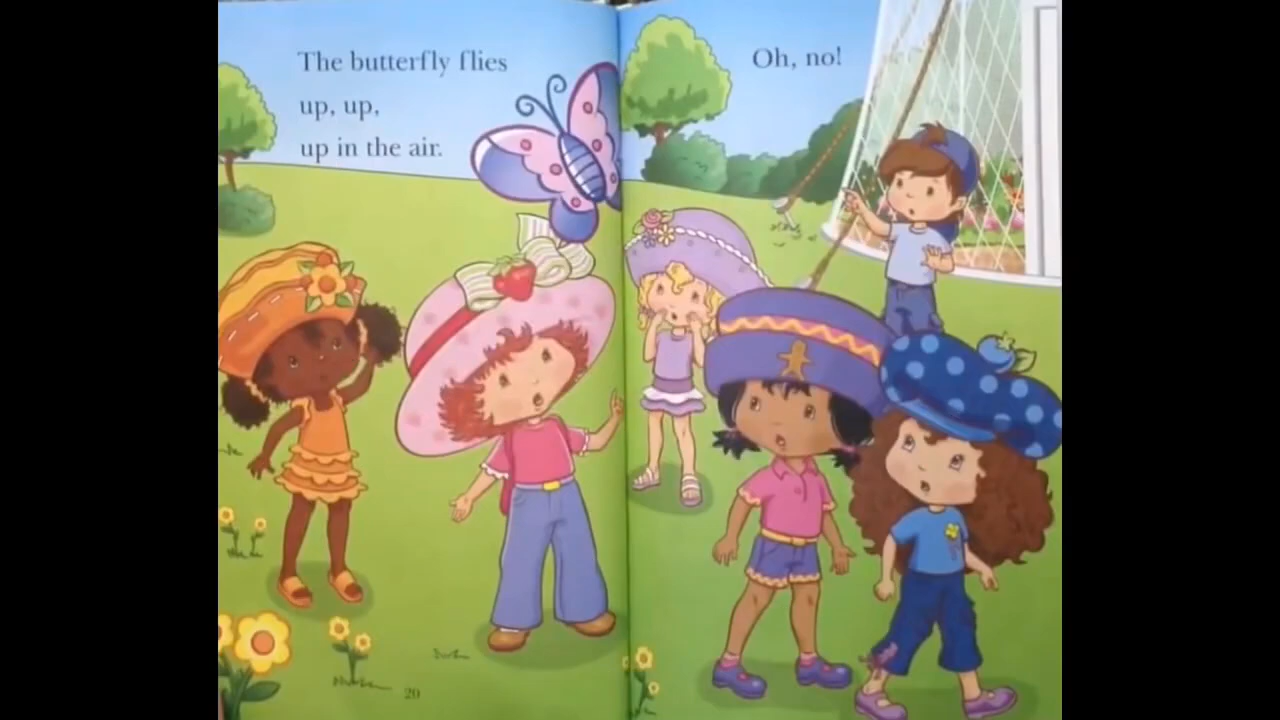 The butterfly flies
up, up,
up in the air.
Oh, no!
20